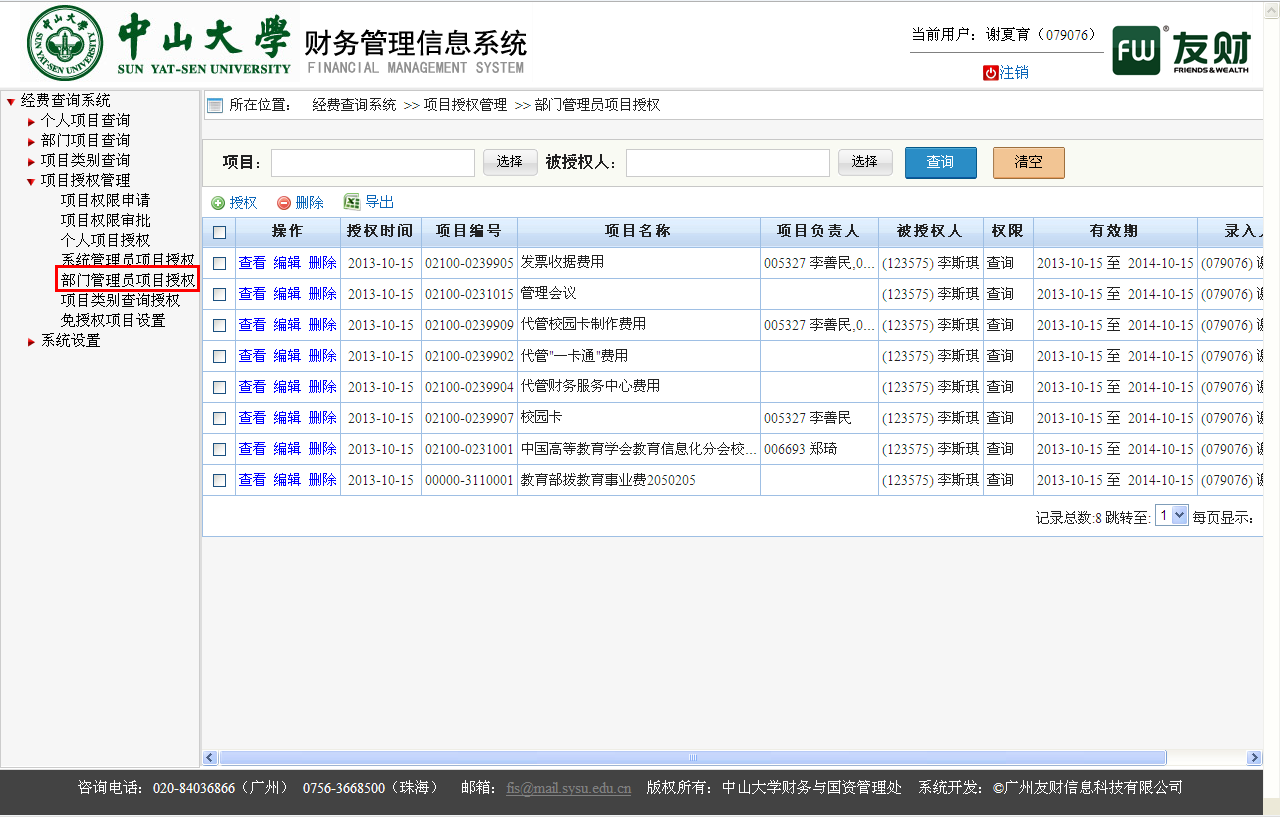 中山大学
SUN YAT-SEN UNIVERSITY
财务管理信息系统
FINANCIAL MANAGEMENT SYSTEM
当前用户：谢夏育（079076）
注销
FW 友财
FRIENDS&WEALTH
经费查询系统
个人项目查询
部门项目查询
项目类别查询
项目授权管理
项目权限申请
项目权限审批
个人项目授权
系统管理员项目授权
部门管理员项目授权
项目类别查询授权
免授权项目设置
系统设置
所在位置： 经费查询系统 >> 项目授权管理 >> 部门管理员项目授权
项目： 选择 被授权人： 选择 查询 清空
授权 删除 导出
操作 授权时间 项目编号 项目名称 项目负责人 被授权人 权限 有效期 录入人
查看 编辑 删除 2013-10-15 02100-0239905 发票收据费用 005327 李善民,0... (123575) 李斯琪 查询 2013-10-15 至 2014-10-15 (079076) 谢
查看 编辑 删除 2013-10-15 02100-0231015 管理会议 (123575) 李斯琪 查询 2013-10-15 至 2014-10-15 (079076) 谢
查看 编辑 删除 2013-10-15 02100-0239909 代管校园卡制作费用 005327 李善民,0... (123575) 李斯琪 查询 2013-10-15 至 2014-10-15 (079076) 谢
查看 编辑 删除 2013-10-15 02100-0239902 代管"一卡通"费用 (123575) 李斯琪 查询 2013-10-15 至 2014-10-15 (079076) 谢
查看 编辑 删除 2013-10-15 02100-0239904 代管财务服务中心费用 (123575) 李斯琪 查询 2013-10-15 至 2014-10-15 (079076) 谢
查看 编辑 删除 2013-10-15 02100-0239907 校园卡 005327 李善民 (123575) 李斯琪 查询 2013-10-15 至 2014-10-15 (079076) 谢
查看 编辑 删除 2013-10-15 02100-0231001 中国高等教育学会教育信息化分会校... 006693 郑琦 (123575) 李斯琪 查询 2013-10-15 至 2014-10-15 (079076) 谢
查看 编辑 删除 2013-10-15 00000-3110001 教育部拨教育事业费2050205 (123575) 李斯琪 查询 2013-10-15 至 2014-10-15 (079076) 谢
记录总数:8 跳转至: 1 每页显示：
咨询电话：020-84036866（广州） 0756-3668500（珠海） 邮箱：fis@mail.sysu.edu.cn 版权所有：中山大学财务与国资管理处 系统开发：©广州友财信息科技有限公司